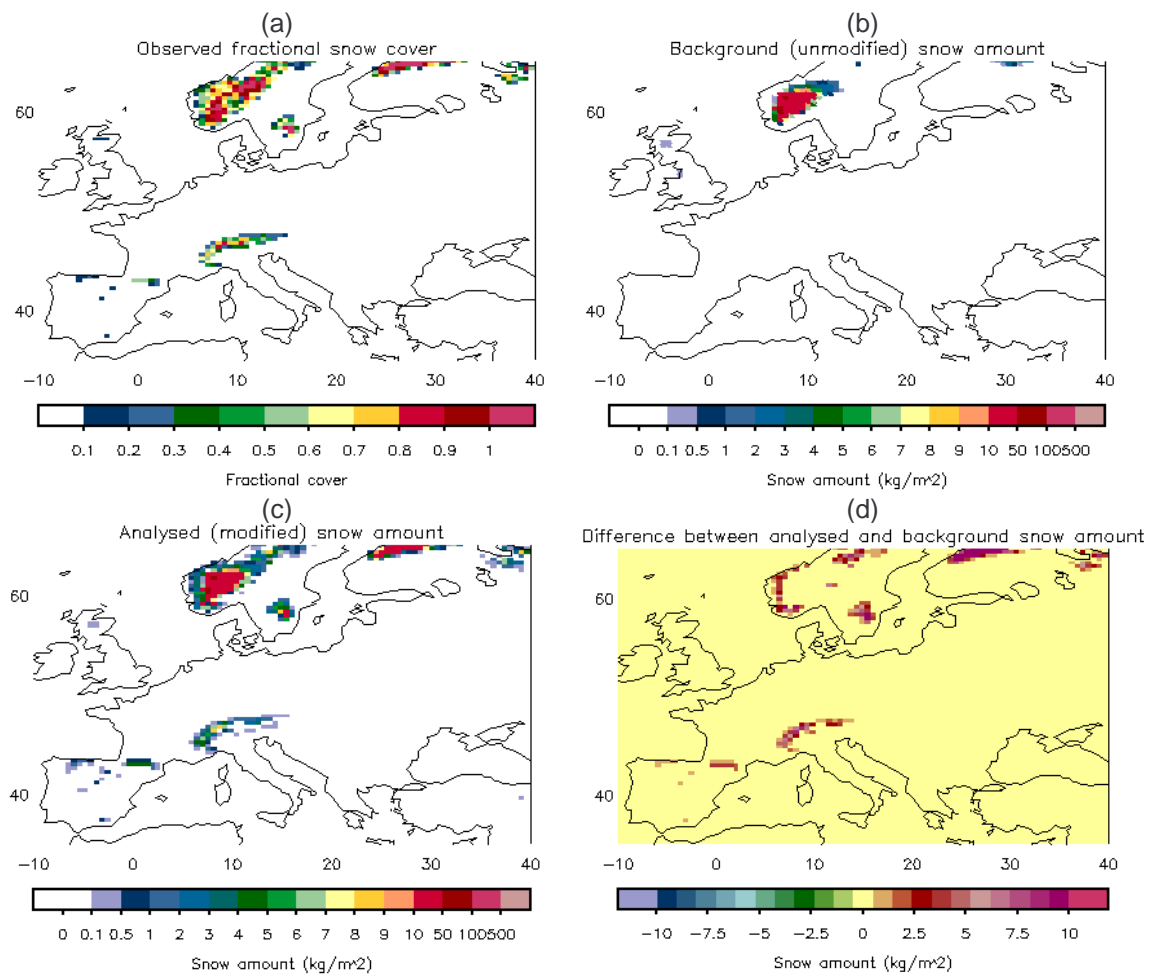 (a)
Observed fractional snow cover
60
40
−10 0 10 20 30 40
0.1 0.2 0.3 0.4 0.5 0.6 0.7 0.8 0.9 1
Fractional cover
(b)
Background (unmodified) snow amount
60
40
−10 0 10 20 30 40
0 0.1 0.5 1 2 3 4 5 6 7 8 9 10 50 100500
Snow amount (kg/m^2)
(c)
Analysed (modified) snow amount
60
40
−10 0 10 20 30 40
0 0.1 0.5 1 2 3 4 5 6 7 8 9 10 50 100500
Snow amount (kg/m^2)
(d)
Difference between analysed and background snow amount
60
40
−10 0 10 20 30 40
−10 −7.5 −5 −2.5 0 2.5 5 7.5 10
Snow amount (kg/m^2)